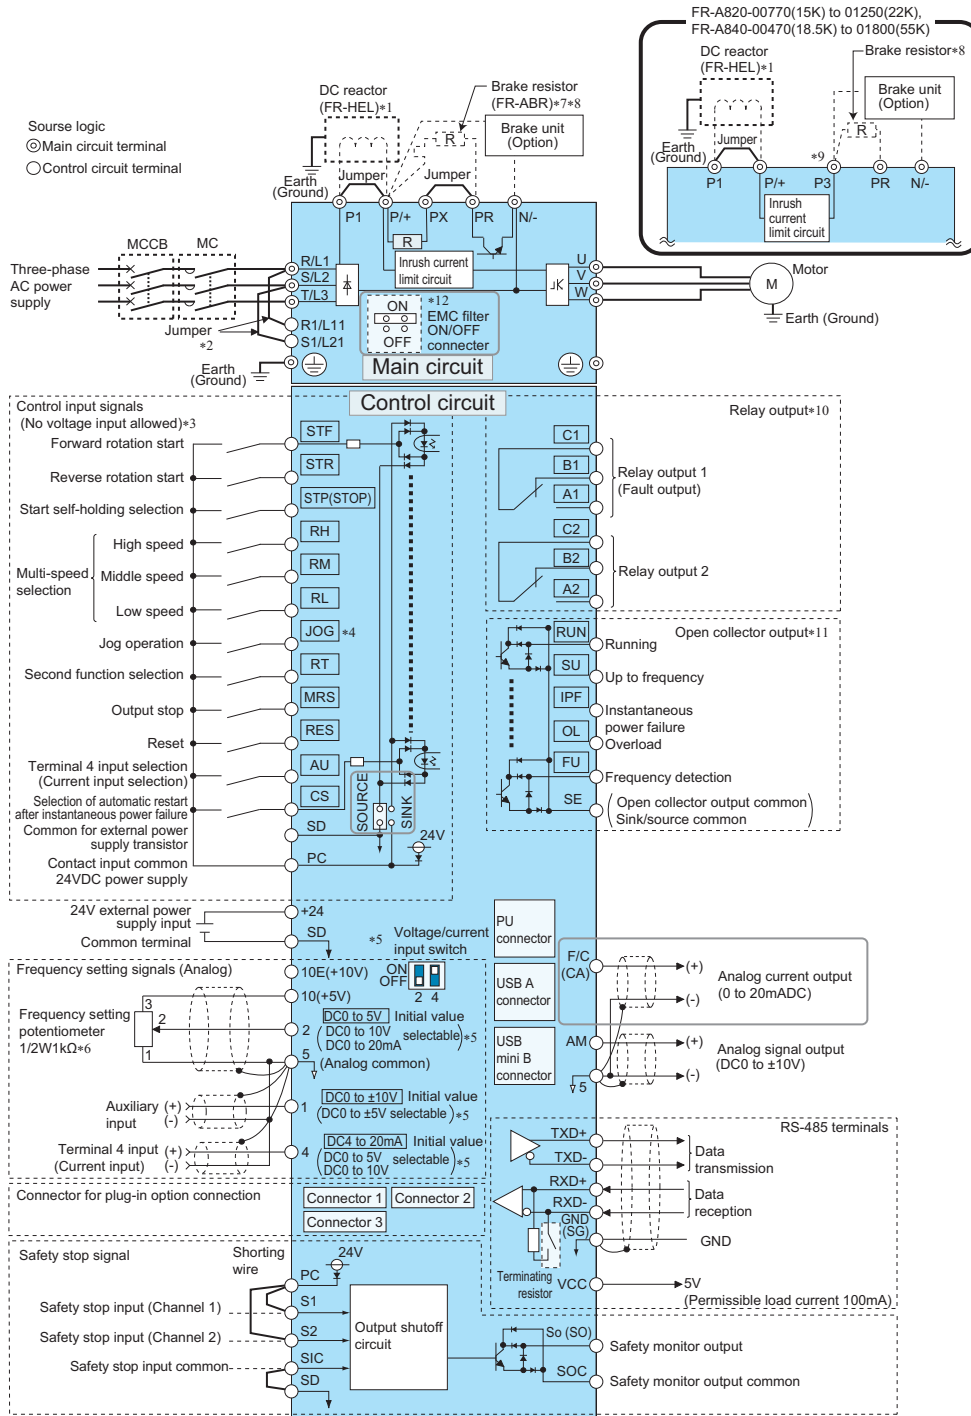 FR-A820-00770(15K) to 01250(22K),
FR-A840-00470(18.5K) to 01800(55K)
DC reactor
(FR-HEL)*1
Brake resistor*8
Brake unit
(Option)
Earth
(Ground)
Jumper
*9
P1
P/+
P3
PR
N/-
Inrush
current
limit circuit
Sourse logic
Main circuit terminal
Control circuit terminal
DC reactor
(FR-HEL)*1
Brake resistor
(FR-ABR)*7*8
R
Brake unit
(Option)
Earth
(Ground)
Jumper
Jumper
P1
P/+
PX
PR
N/-
R
Inrush current
limit circuit
MCCB
MC
Three-phase
AC power
supply
R/L1
S/L2
T/L3
R1/L11
S1/L21
Jumper
*2
Earth
(Ground)
ON
OFF
*12
EMC filter
ON/OFF
connecter
U
V
W
Motor
M
Earth (Ground)
Main circuit
Control circuit
Control input signals
(No voltage input allowed)*3
Forward rotation start
STF
Reverse rotation start
STR
Start self-holding selection
STP(STOP)
Multi-speed
selection
High speed
RH
Middle speed
RM
Low speed
RL
Jog operation
JOG *4
Second function selection
RT
Output stop
MRS
Reset
RES
Terminal 4 input selection
(Current input selection)
AU
Selection of automatic restart
after instantaneous power failure
CS
Common for external power
supply transistor
SD
Contact input common
24VDC power supply
PC
SOURCE
SINK
24V
Relay output*10
C1
B1
A1
Relay output 1
(Fault output)
C2
B2
A2
Relay output 2
Open collector output*11
RUN
Running
SU
Up to frequency
IPF
Instantaneous
power failure
OL
Overload
FU
Frequency detection
SE
(Open collector output common
Sink/source common)
24V external power
supply input
+24
Common terminal
SD
*5
Voltage/current
input switch
ON
OFF
2 4
Frequency setting signals (Analog)
10E(+10V)
10(+5V)
Frequency setting
potentiometer
1/2W1kΩ*6
3
2
1
2
DC0 to 5V Initial value
(DC0 to 10V
DC0 to 20mA selectable)*5
5
(Analog common)
Auxiliary
input
(+)
(-)
1
DC0 to ±10V Initial value
(DC0 to ±5V selectable)*5
Terminal 4 input
(Current input)
(+)
(-)
4
DC4 to 20mA Initial value
(DC0 to 5V
DC0 to 10V selectable)*5
PU
connector
USB A
connector
USB
mini B
connector
F/C
(CA)
(+)
(-)
Analog current output
(0 to 20mADC)
AM
5
(+)
(-)
Analog signal output
(DC0 to ±10V)
RS-485 terminals
TXD+
TXD-
Data
transmission
RXD+
RXD-
Data
reception
GND
(SG)
GND
Terminating
resistor
VCC
5V
(Permissible load current 100mA)
Connector for plug-in option connection
Connector 1
Connector 2
Connector 3
Safety stop signal
Shorting
wire
24V
PC
Safety stop input (Channel 1)
S1
Safety stop input (Channel 2)
S2
Safety stop input common
SIC
SD
Output shutoff
circuit
So (SO)
Safety monitor output
SOC
Safety monitor output common
R